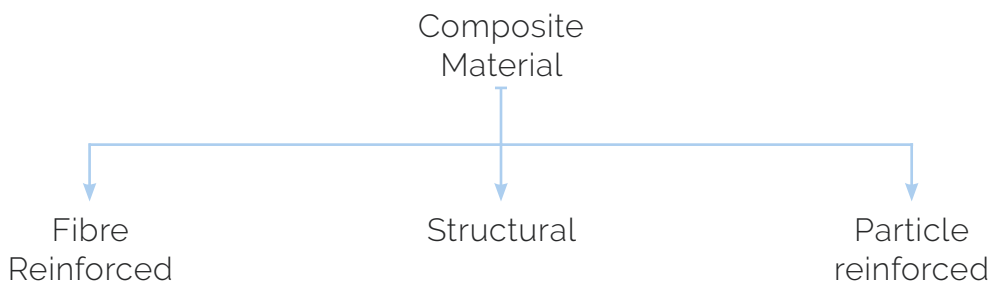 Composite
Material
Fibre
Reinforced
Structural
Particle
reinforced